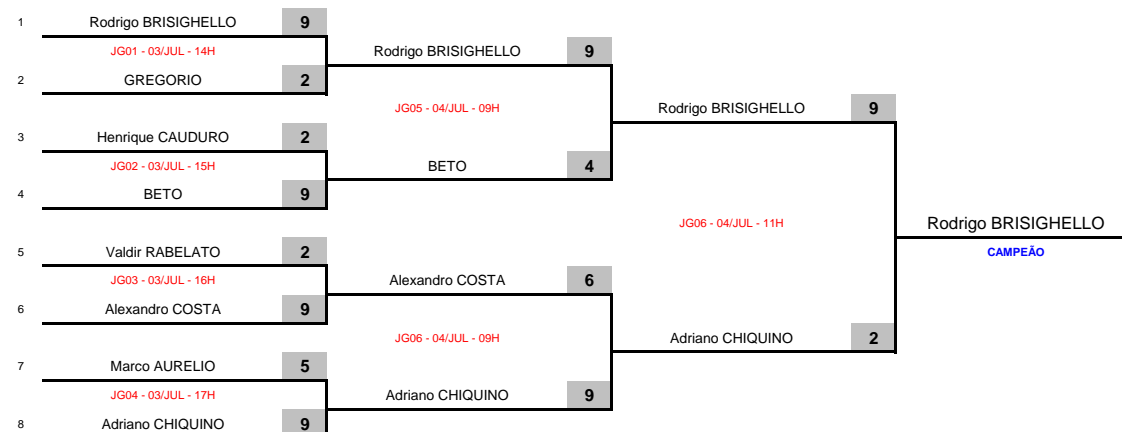 1 Rodrigo BRISIGHELLO 9
JG01 - 03/JUL - 14H
Rodrigo BRISIGHELLO 9
2 GREGORIO 2
JG05 - 04/JUL - 09H
Rodrigo BRISIGHELLO 9
3 Henrique CAUDURO 2
JG02 - 03/JUL - 15H
BETO 4
4 BETO 9
JG06 - 04/JUL - 11H
Rodrigo BRISIGHELLO
CAMPEÃO
5 Valdir RABELATO 2
JG03 - 03/JUL - 16H
Alexandro COSTA 6
6 Alexandro COSTA 9
JG06 - 04/JUL - 09H
Adriano CHIQUINO 2
7 Marco AURELIO 5
JG04 - 03/JUL - 17H
Adriano CHIQUINO 9
8 Adriano CHIQUINO 9